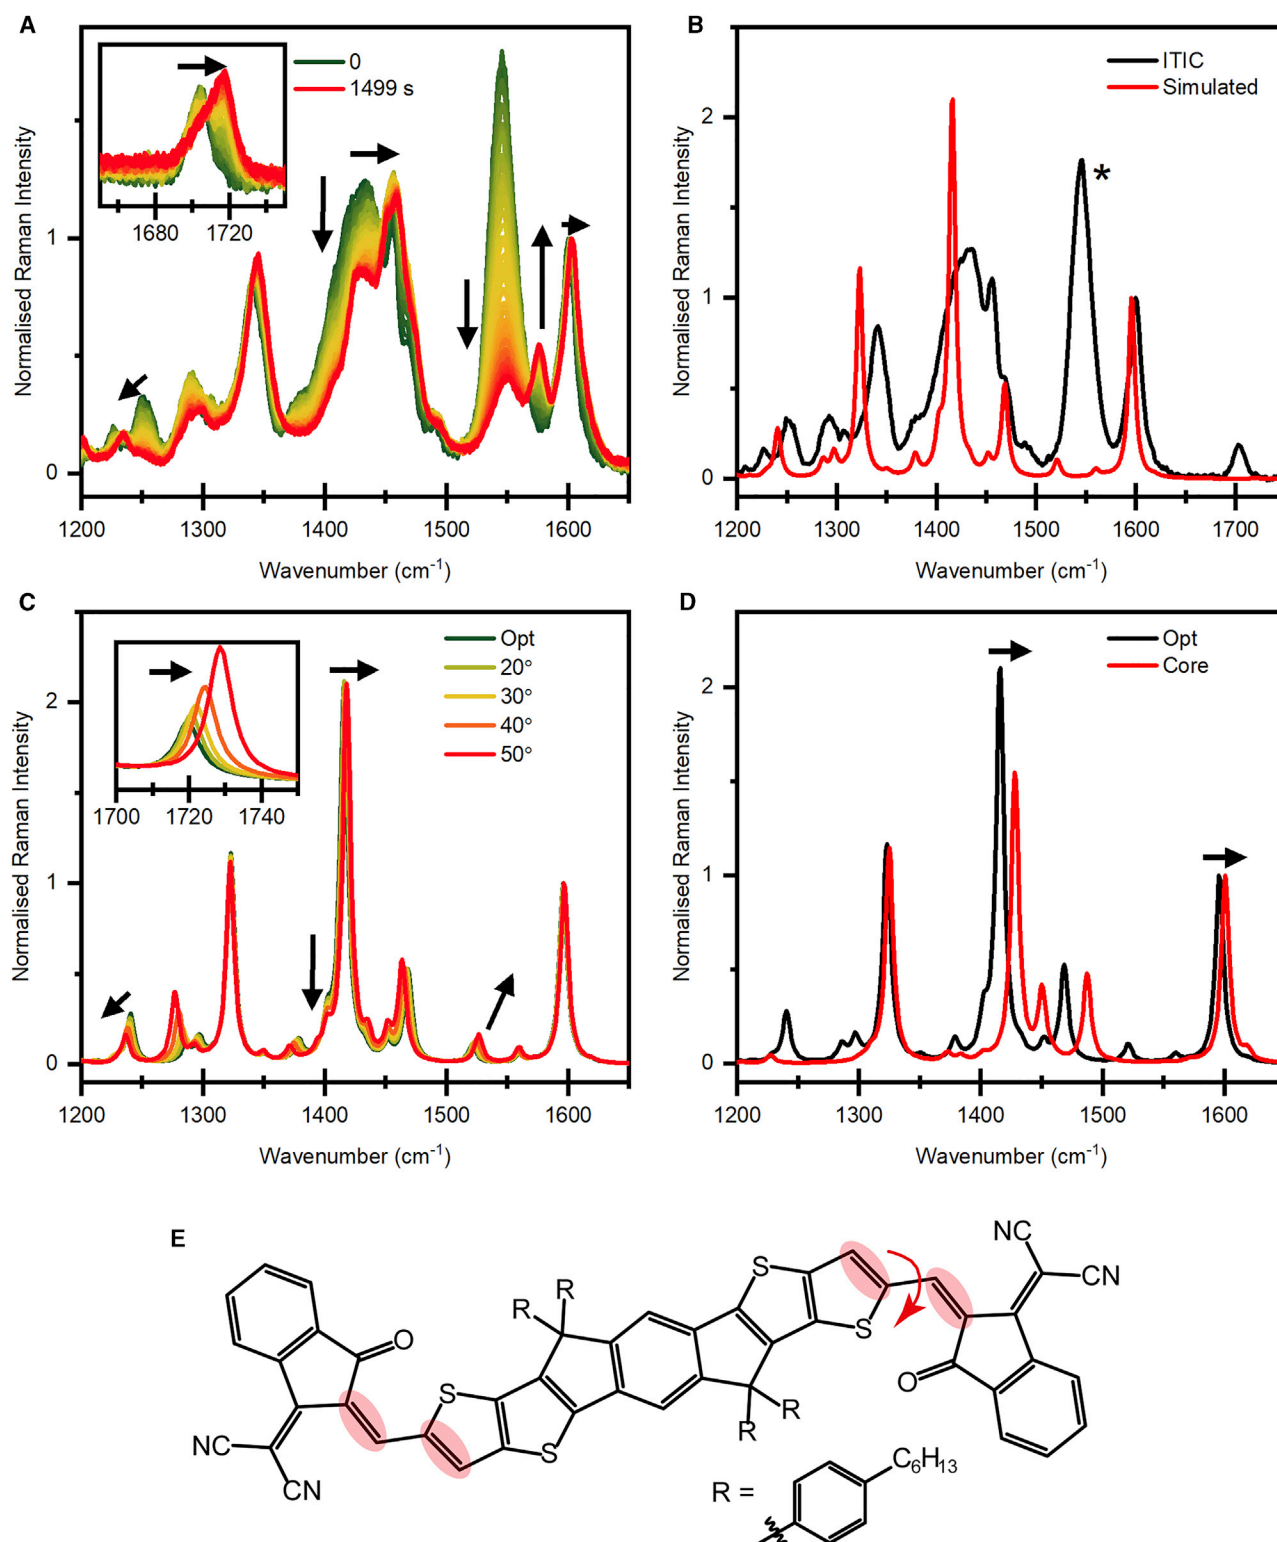 A
0
1499 s
1680 1720
1
0
1200 1300 1400 1500 1600
Wavenumber (cm⁻¹)
Normalised Raman Intensity
B
ITIC
Simulated
*
2
1
0
1200 1300 1400 1500 1600 1700
Wavenumber (cm⁻¹)
Normalised Raman Intensity
C
Opt
20°
30°
40°
50°
1700 1720 1740
2
1
0
1200 1300 1400 1500 1600
Wavenumber (cm⁻¹)
Normalised Raman Intensity
D
Opt
Core
2
1
0
1200 1300 1400 1500 1600
Wavenumber (cm⁻¹)
Normalised Raman Intensity
E
NC
CN
S
R R
S
O
S
O
R
R
NC
S
CN
C₆H₁₃
R =